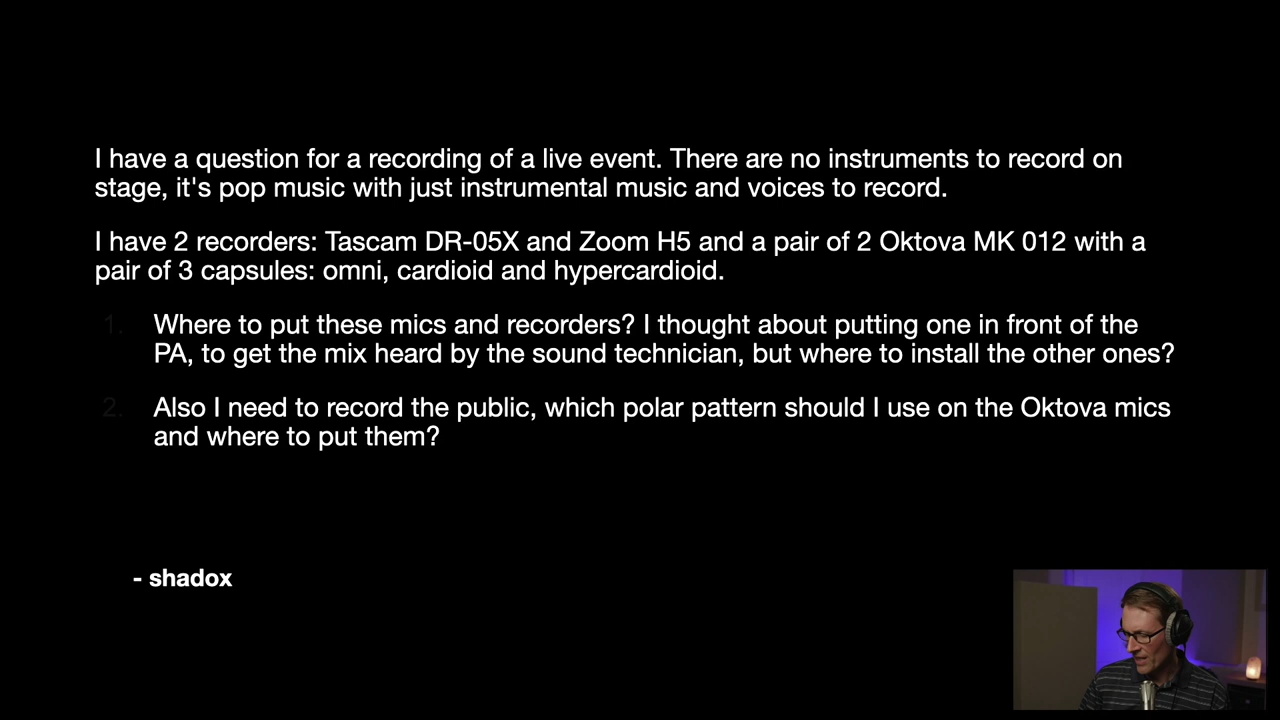 I have a question for a recording of a live event. There are no instruments to record on
stage, it's pop music with just instrumental music and voices to record.
I have 2 recorders: Tascam DR-05X and Zoom H5 and a pair of 2 Oktova MK 012 with a
pair of 3 capsules: omni, cardioid and hypercardioid.
1. Where to put these mics and recorders? I thought about putting one in front of the
PA, to get the mix heard by the sound technician, but where to install the other ones?
2. Also I need to record the public, which polar pattern should I use on the Oktova mics
and where to put them?
- shadox